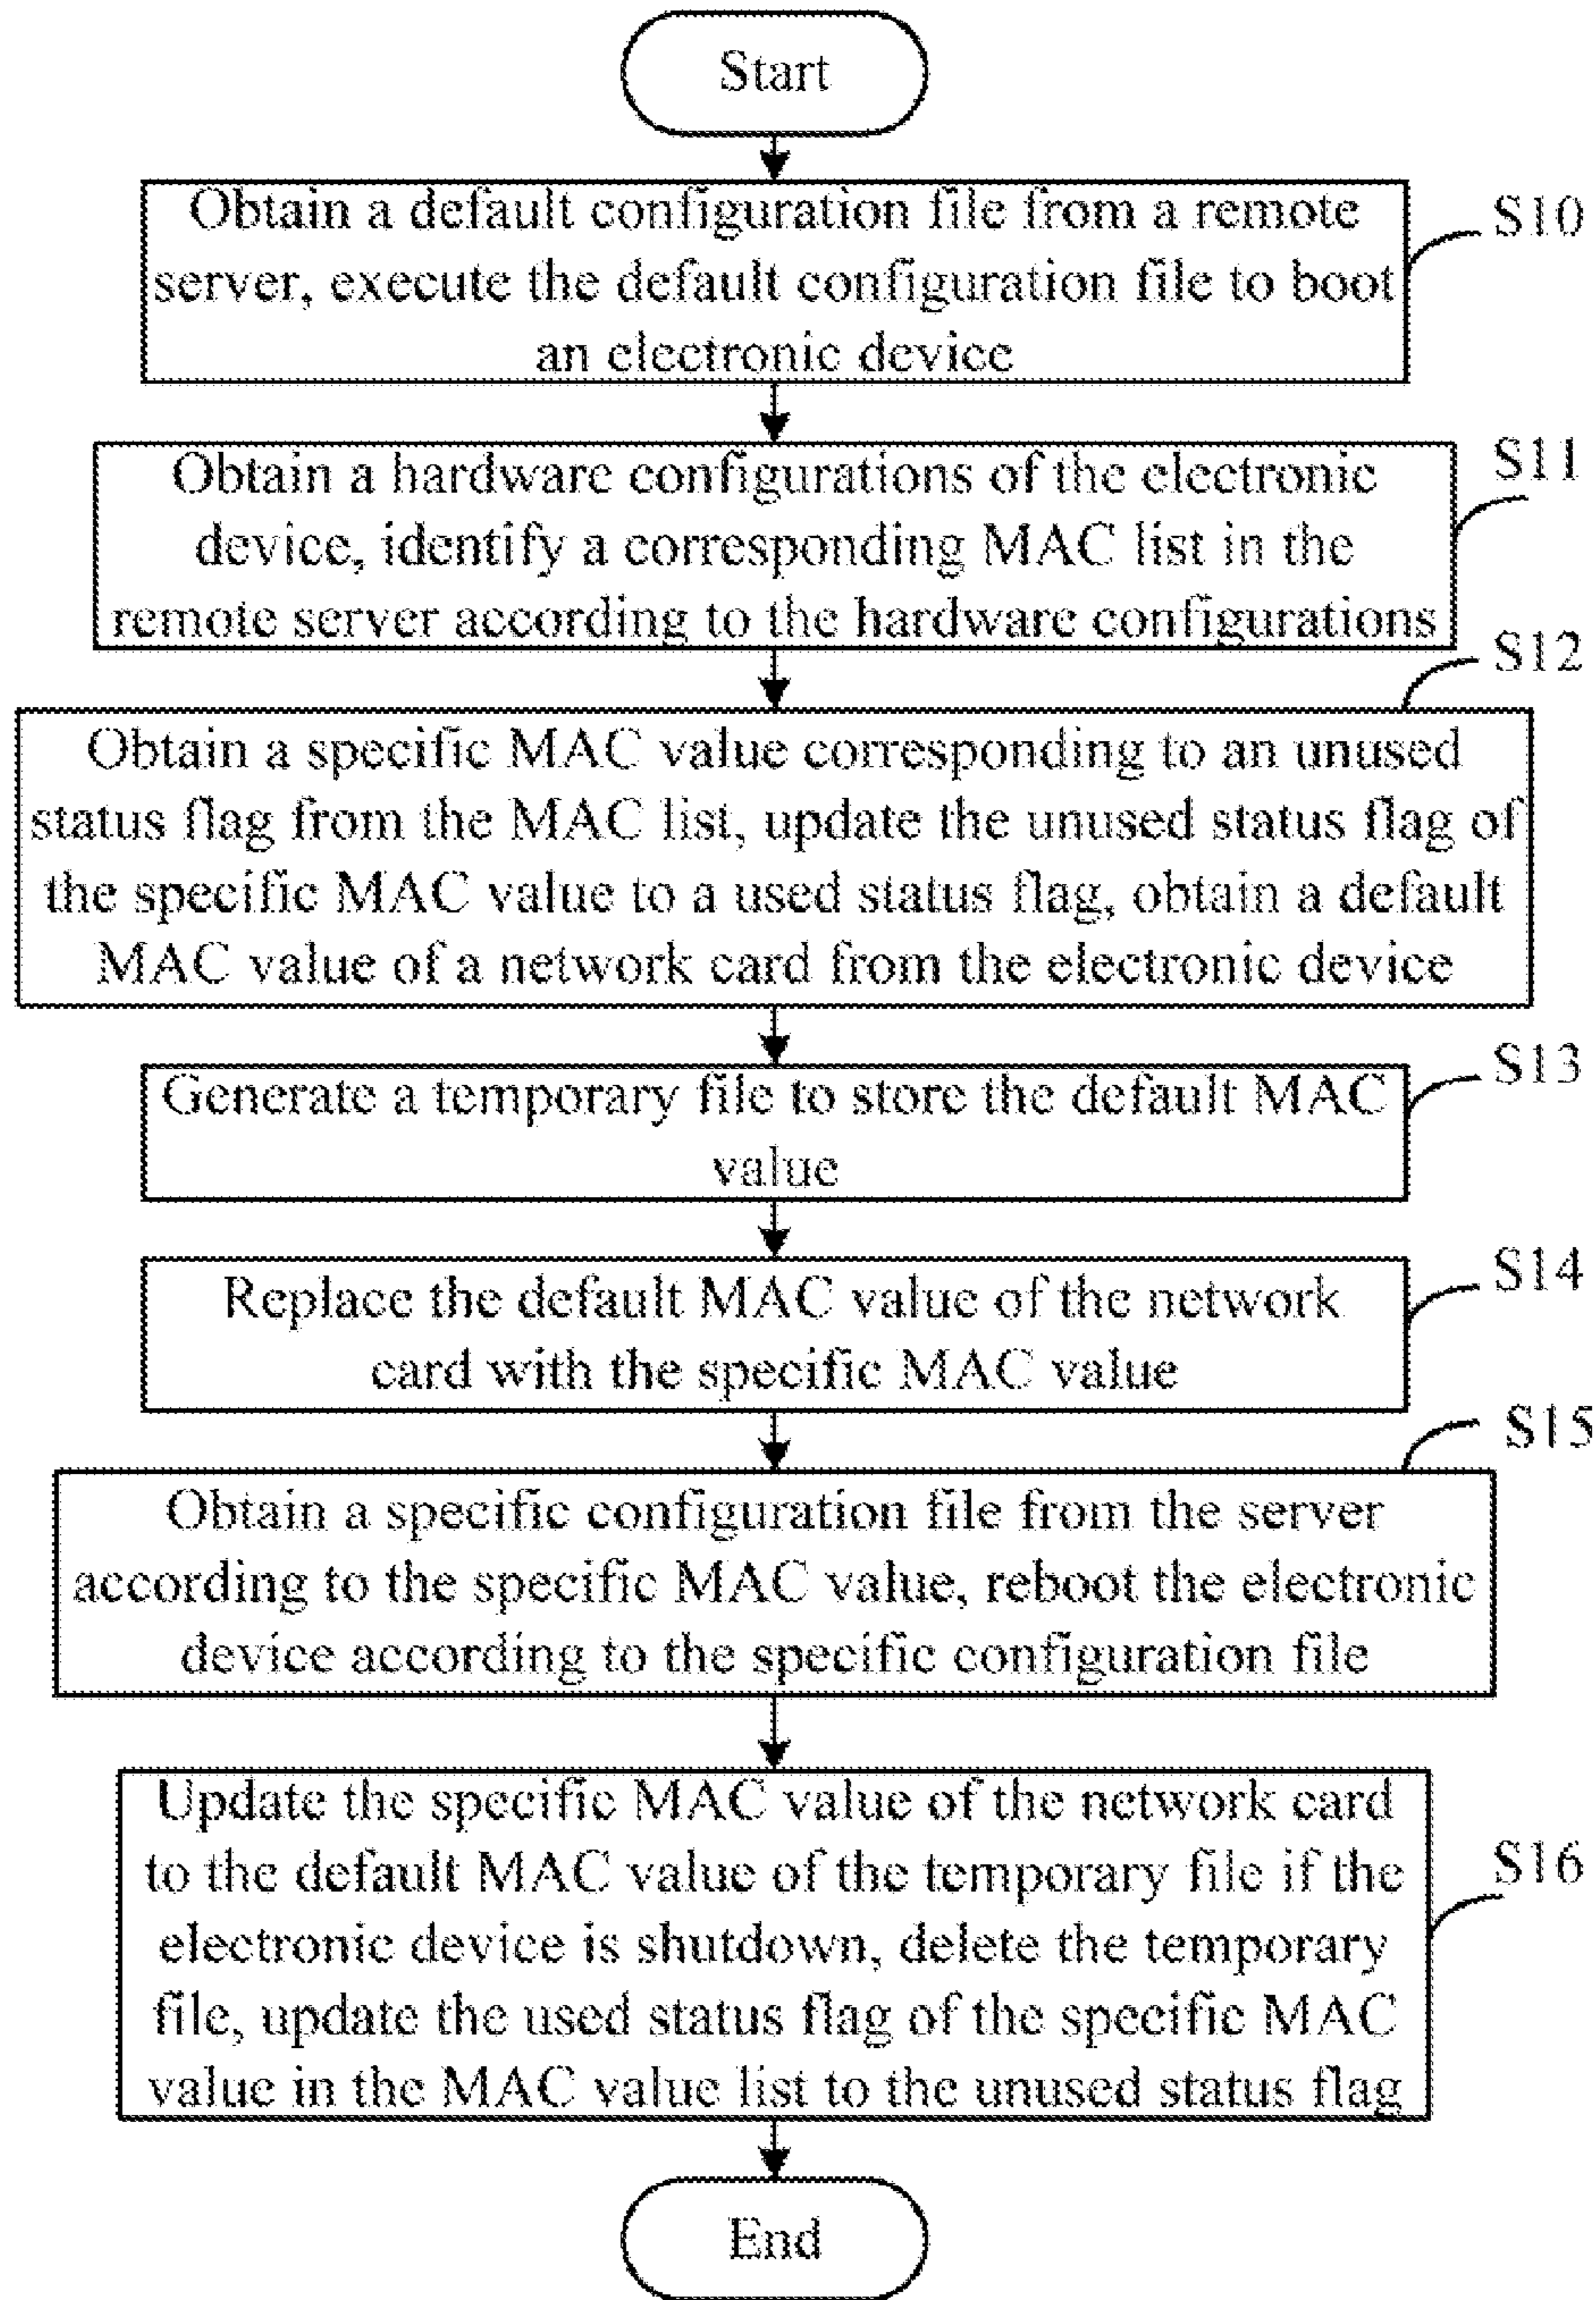 Start
Obtain a default configuration file from a remote
server, execute the default configuration file to boot
an electronic device
S10
Obtain a hardware configurations of the electronic
device, identify a corresponding MAC list in the
remote server according to the hardware configurations
S11
Obtain a specific MAC value corresponding to an unused
status flag from the MAC list, update the unused status flag of
the specific MAC value to a used status flag, obtain a default
MAC value of a network card from the electronic device
S12
Generate a temporary file to store the default MAC
value
S13
Replace the default MAC value of the network
card with the specific MAC value
S14
Obtain a specific configuration file from the server
according to the specific MAC value, reboot the electronic
device according to the specific configuration file
S15
Update the specific MAC value of the network card
to the default MAC value of the temporary file if the
electronic device is shutdown, delete the temporary
file, update the used status flag of the specific MAC
value in the MAC value list to the unused status flag
S16
End